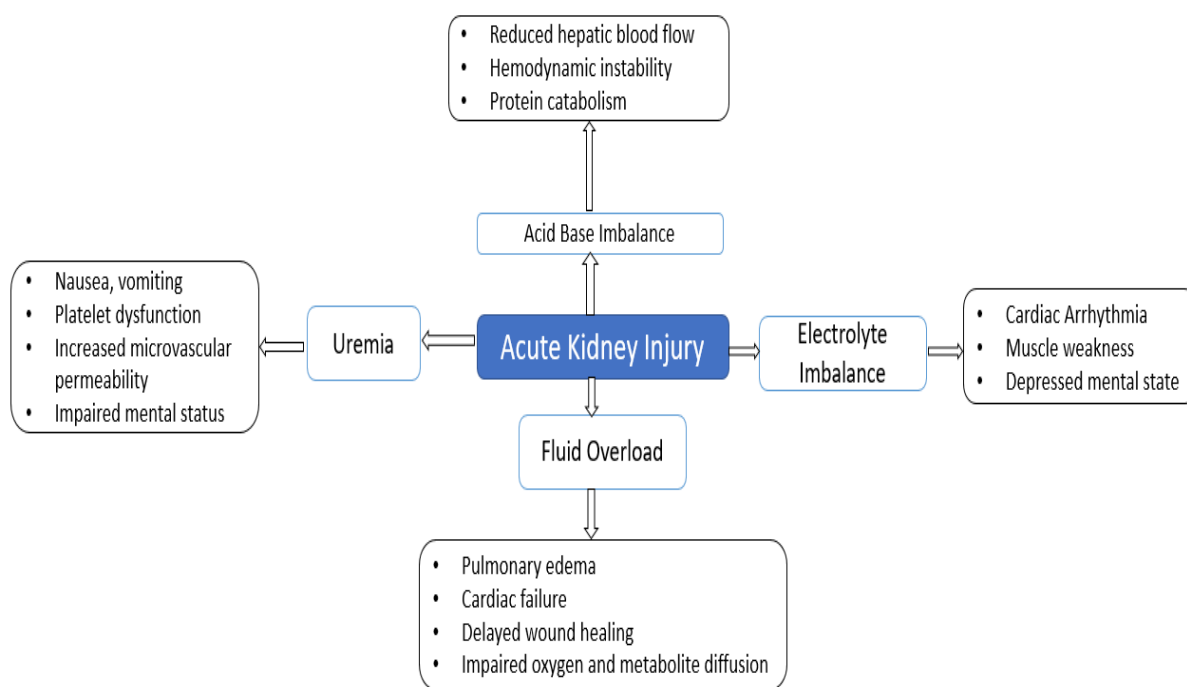 • Reduced hepatic blood flow
• Hemodynamic instability
• Protein catabolism
Acid Base Imbalance
• Nausea, vomiting
• Platelet dysfunction
• Increased microvascular
permeability
• Impaired mental status
Uremia
Acute Kidney Injury
Electrolyte
Imbalance
• Cardiac Arrhythmia
• Muscle weakness
• Depressed mental state
Fluid Overload
• Pulmonary edema
• Cardiac failure
• Delayed wound healing
• Impaired oxygen and metabolite diffusion